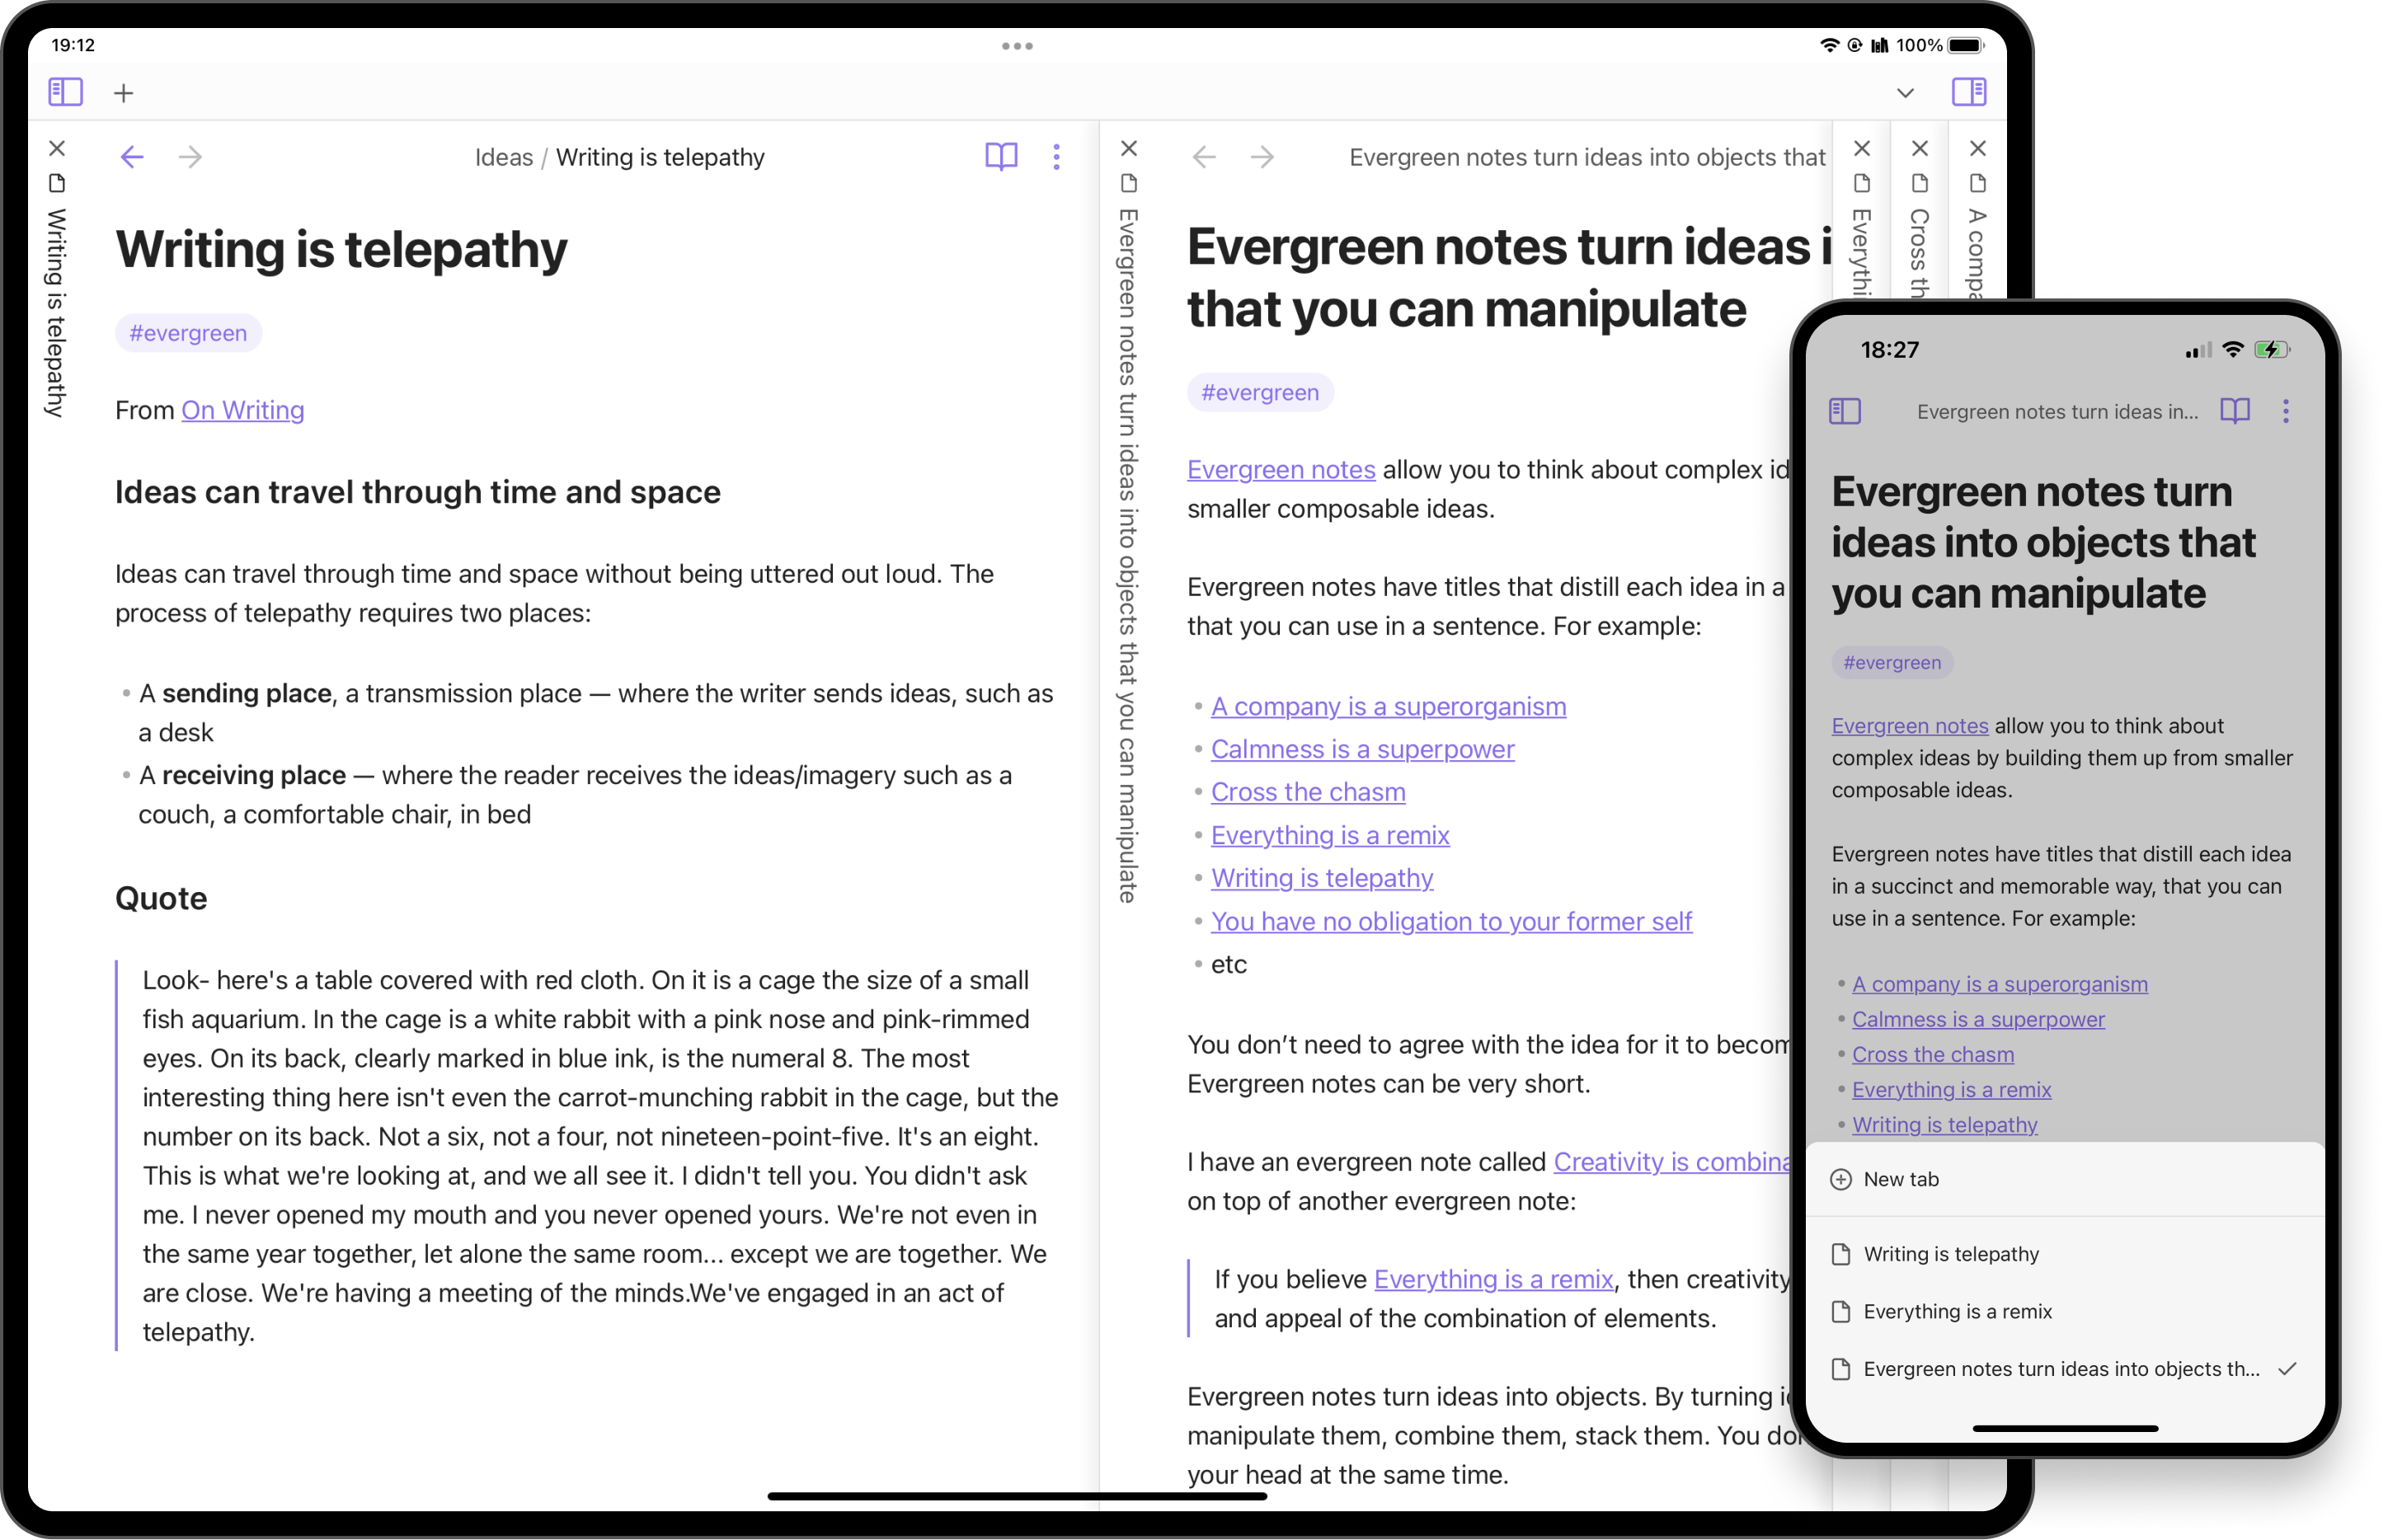 19:12
100%
Writing is telepathy
Ideas / Writing is telepathy
Writing is telepathy
#evergreen
From On Writing
Ideas can travel through time and space
Ideas can travel through time and space without being uttered out loud. The
process of telepathy requires two places:
• A sending place, a transmission place — where the writer sends ideas, such as
a desk
• A receiving place — where the reader receives the ideas/imagery such as a
couch, a comfortable chair, in bed
Quote
Look- here's a table covered with red cloth. On it is a cage the size of a small
fish aquarium. In the cage is a white rabbit with a pink nose and pink-rimmed
eyes. On its back, clearly marked in blue ink, is the numeral 8. The most
interesting thing here isn't even the carrot-munching rabbit in the cage, but the
number on its back. Not a six, not a four, not nineteen-point-five. It's an eight.
This is what we're looking at, and we all see it. I didn't tell you. You didn't ask
me. I never opened my mouth and you never opened yours. We're not even in
the same year together, let alone the same room... except we are together. We
are close. We're having a meeting of the minds.We've engaged in an act of
telepathy.
Evergreen notes turn ideas into objects that you can manipulate
Evergreen notes turn ideas into objects that
Evergreen notes turn ideas i
that you can manipulate
#evergreen
Evergreen notes allow you to think about complex id
smaller composable ideas.
Evergreen notes have titles that distill each idea in a
that you can use in a sentence. For example:
• A company is a superorganism
• Calmness is a superpower
• Cross the chasm
• Everything is a remix
• Writing is telepathy
• You have no obligation to your former self
• etc
You don’t need to agree with the idea for it to becom
Evergreen notes can be very short.
I have an evergreen note called Creativity is combina
on top of another evergreen note:
If you believe Everything is a remix, then creativity
and appeal of the combination of elements.
Evergreen notes turn ideas into objects. By turning i
manipulate them, combine them, stack them. You do
your head at the same time.
Everythi
Cross th
A compa
18:27
Evergreen notes turn ideas in...
Evergreen notes turn
ideas into objects that
you can manipulate
#evergreen
Evergreen notes allow you to think about
complex ideas by building them up from smaller
composable ideas.
Evergreen notes have titles that distill each idea
in a succinct and memorable way, that you can
use in a sentence. For example:
• A company is a superorganism
• Calmness is a superpower
• Cross the chasm
• Everything is a remix
• Writing is telepathy
New tab
Writing is telepathy
Everything is a remix
Evergreen notes turn ideas into objects th...